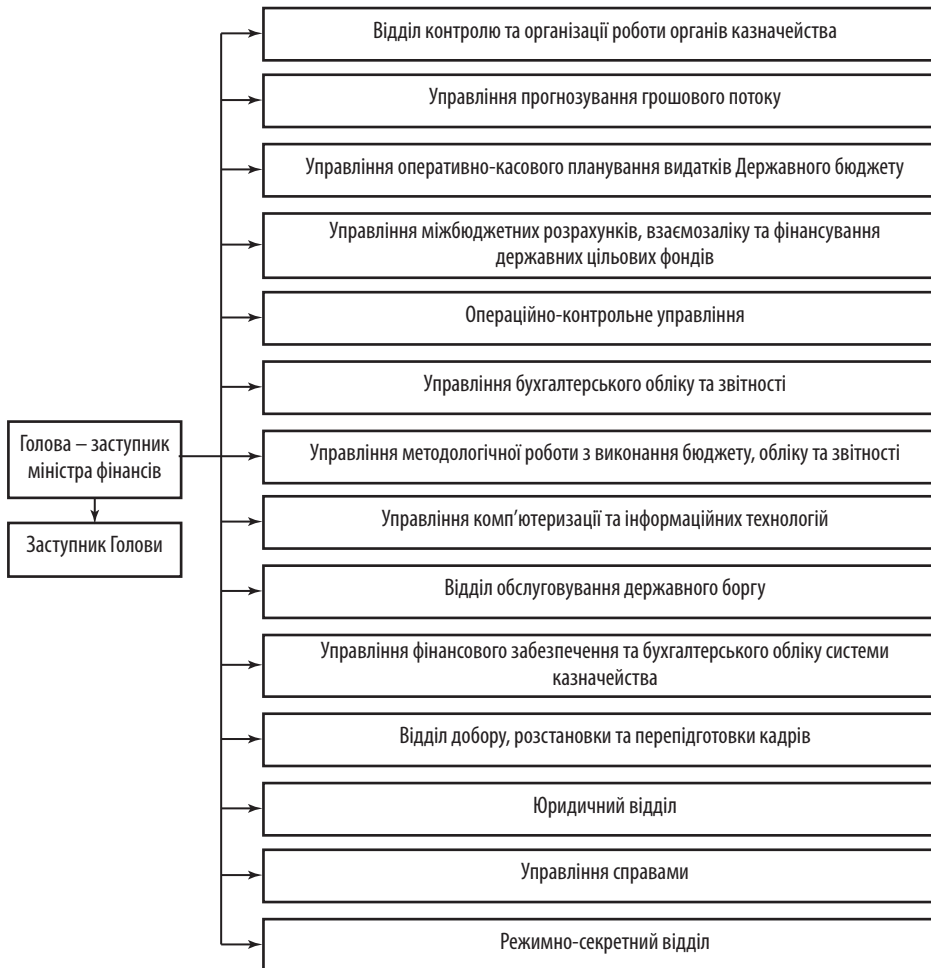 Відділ контролю та організації роботи органів казначейства
Управління прогнозування грошового потоку
Управління оперативно-касового планування видатків Державного бюджету
Управління міжбюджетних розрахунків, взаємозаліку та фінансування
державних цільових фондів
Операційно-контрольне управління
Управління бухгалтерського обліку та звітності
Голова – заступник
міністра фінансів
Заступник Голови
Управління методологічної роботи з виконання бюджету, обліку та звітності
Управління комп’ютеризації та інформаційних технологій
Відділ обслуговування державного боргу
Управління фінансового забезпечення та бухгалтерського обліку системи
казначейства
Відділ добору, розстановки та перепідготовки кадрів
Юридичний відділ
Управління справами
Режимно-секретний відділ